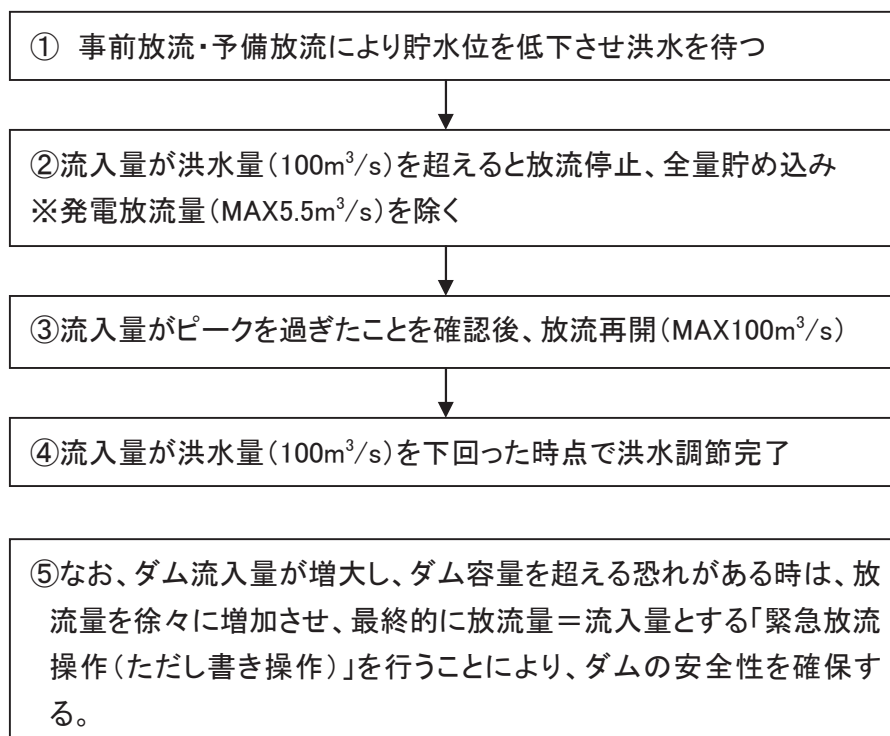 ① 事前放流・予備放流により貯水位を低下させ洪水を待つ
②流入量が洪水量(100m³/s)を超えると放流停止、全量貯め込み
※発電放流量(MAX5.5m³/s)を除く
③流入量がピークを過ぎたことを確認後、放流再開(MAX100m³/s)
④流入量が洪水量(100m³/s)を下回った時点で洪水調節完了
⑤なお、ダム流入量が増大し、ダム容量を超える恐れがある時は、放
流量を徐々に増加させ、最終的に放流量=流入量とする「緊急放流
操作(ただし書き操作)」を行うことにより、ダムの安全性を確保す
る。